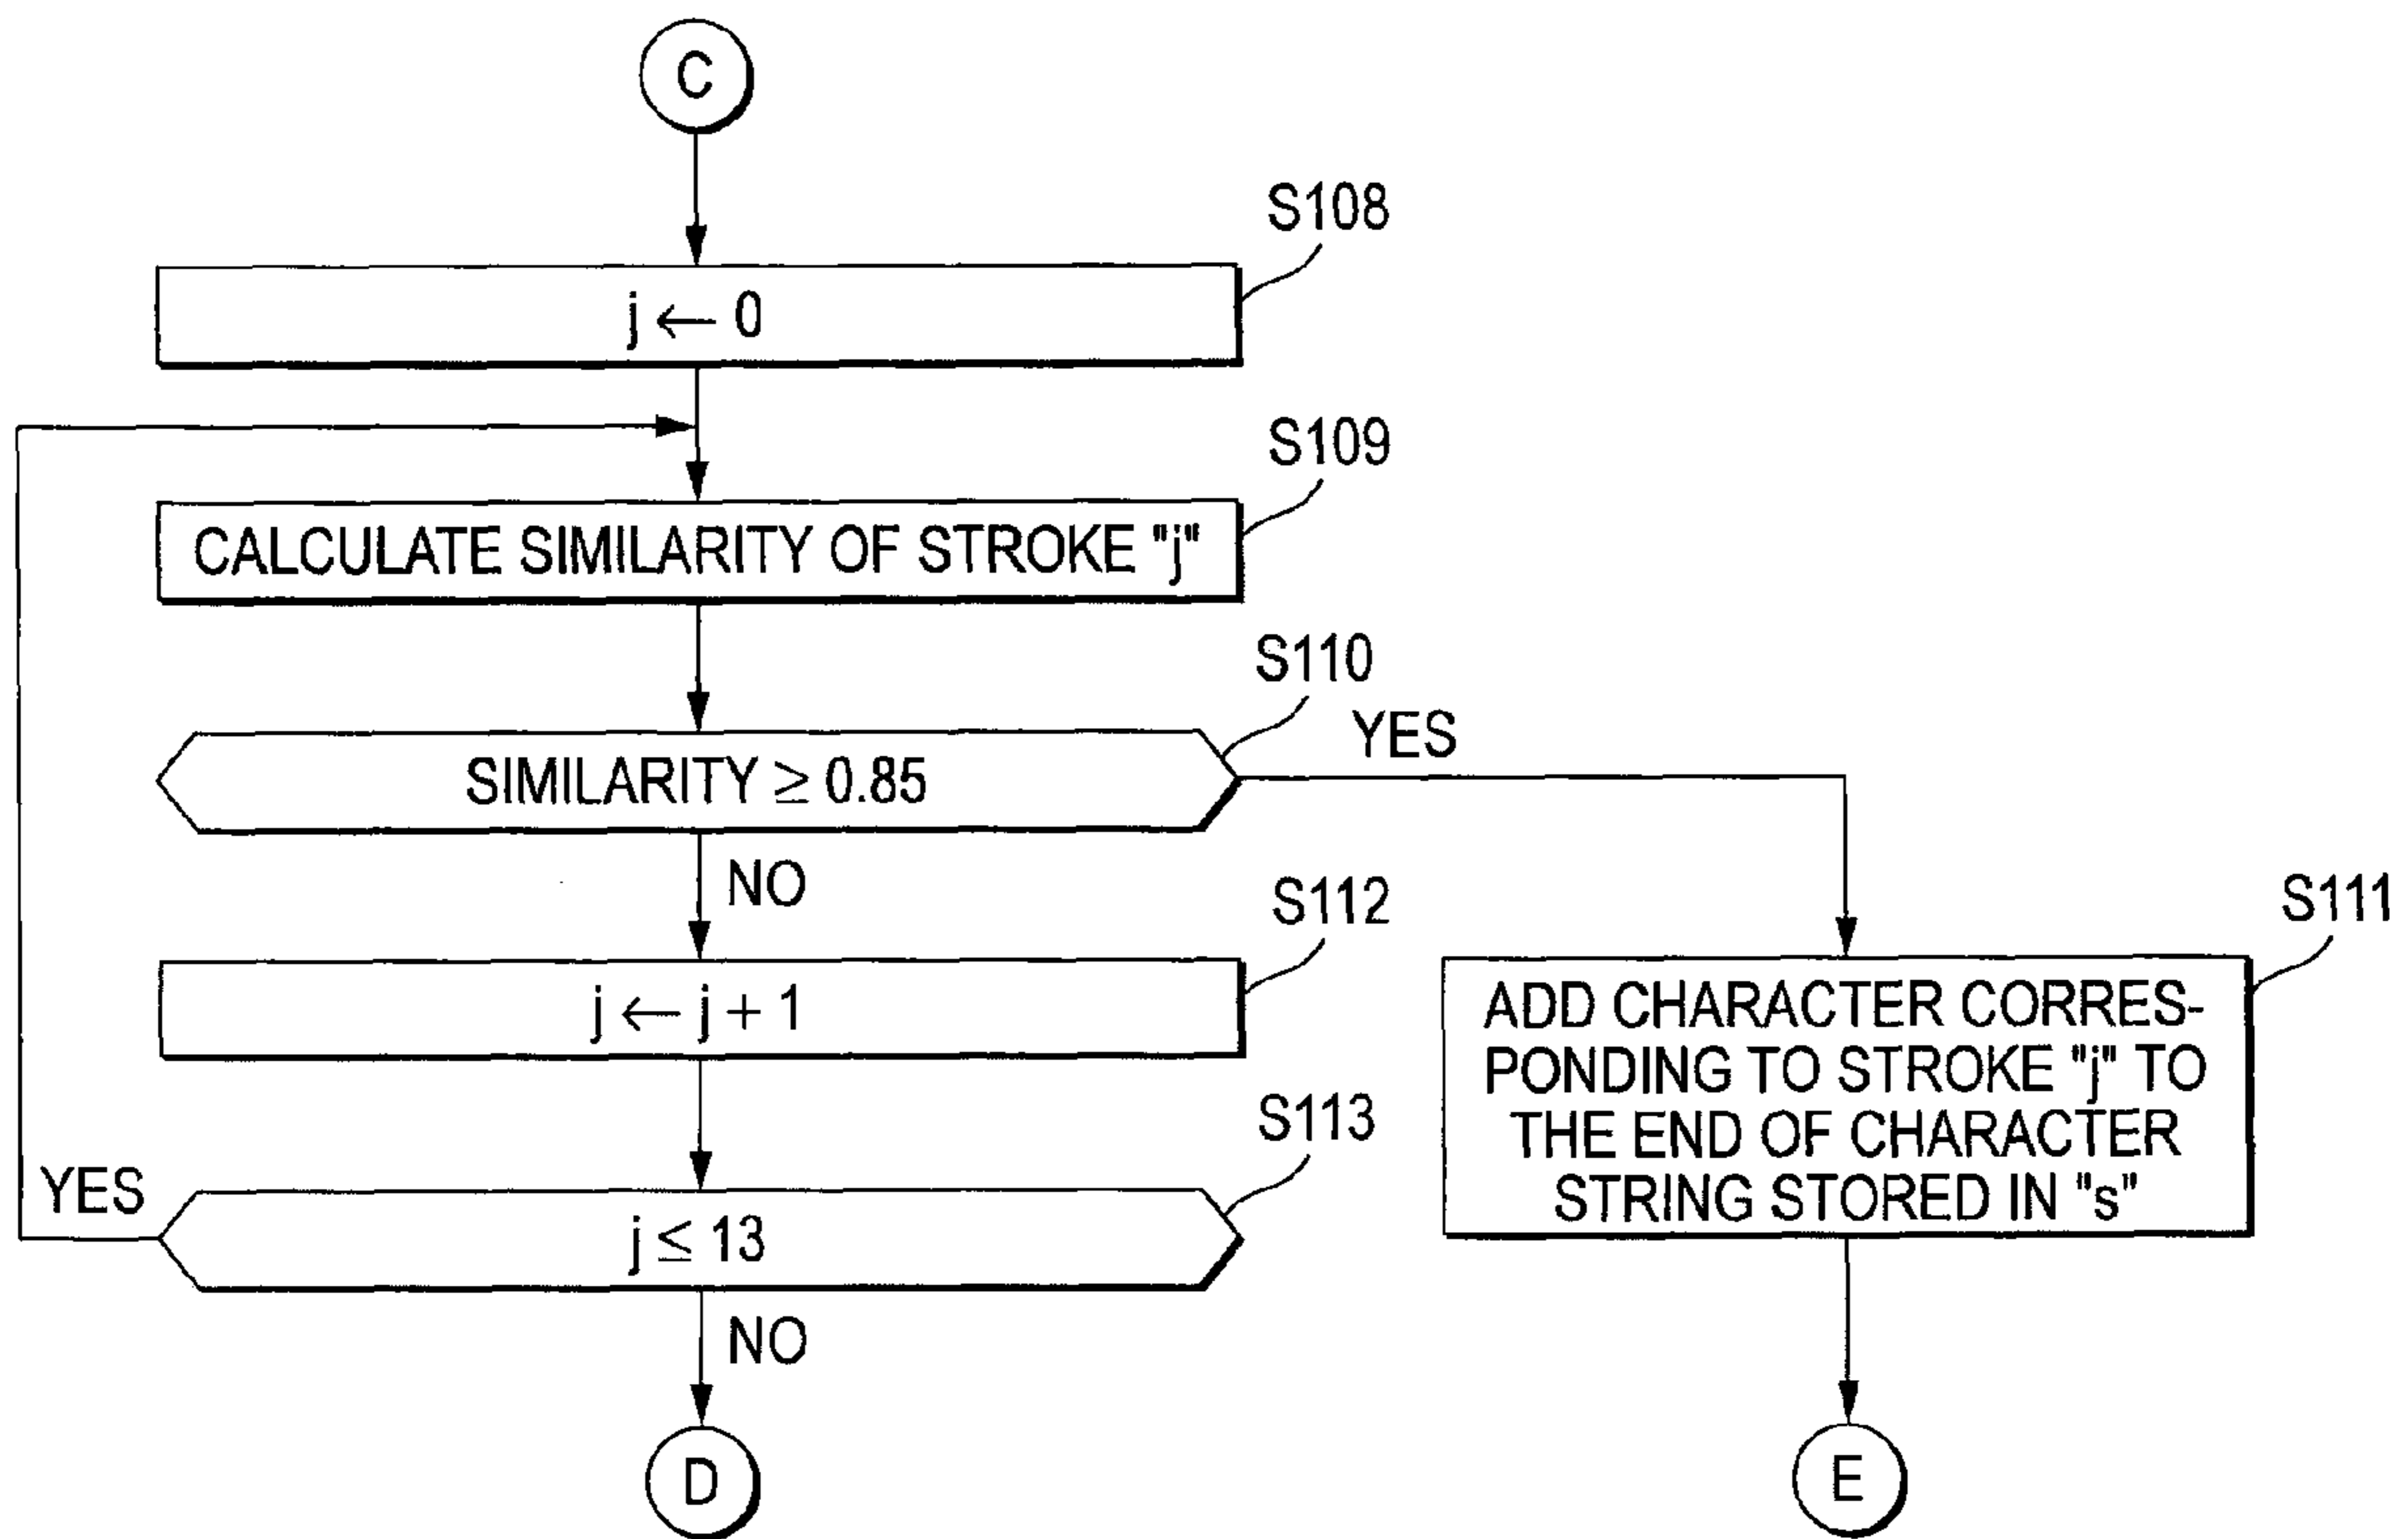 C
S108
j ← 0
S109
CALCULATE SIMILARITY OF STROKE "j"
S110
SIMILARITY ≥ 0.85
YES
NO
S112
j ← j + 1
S111
ADD CHARACTER CORRES-
PONDING TO STROKE "j" TO
THE END OF CHARACTER
STRING STORED IN "s"
S113
YES
j ≤ 13
NO
D
E